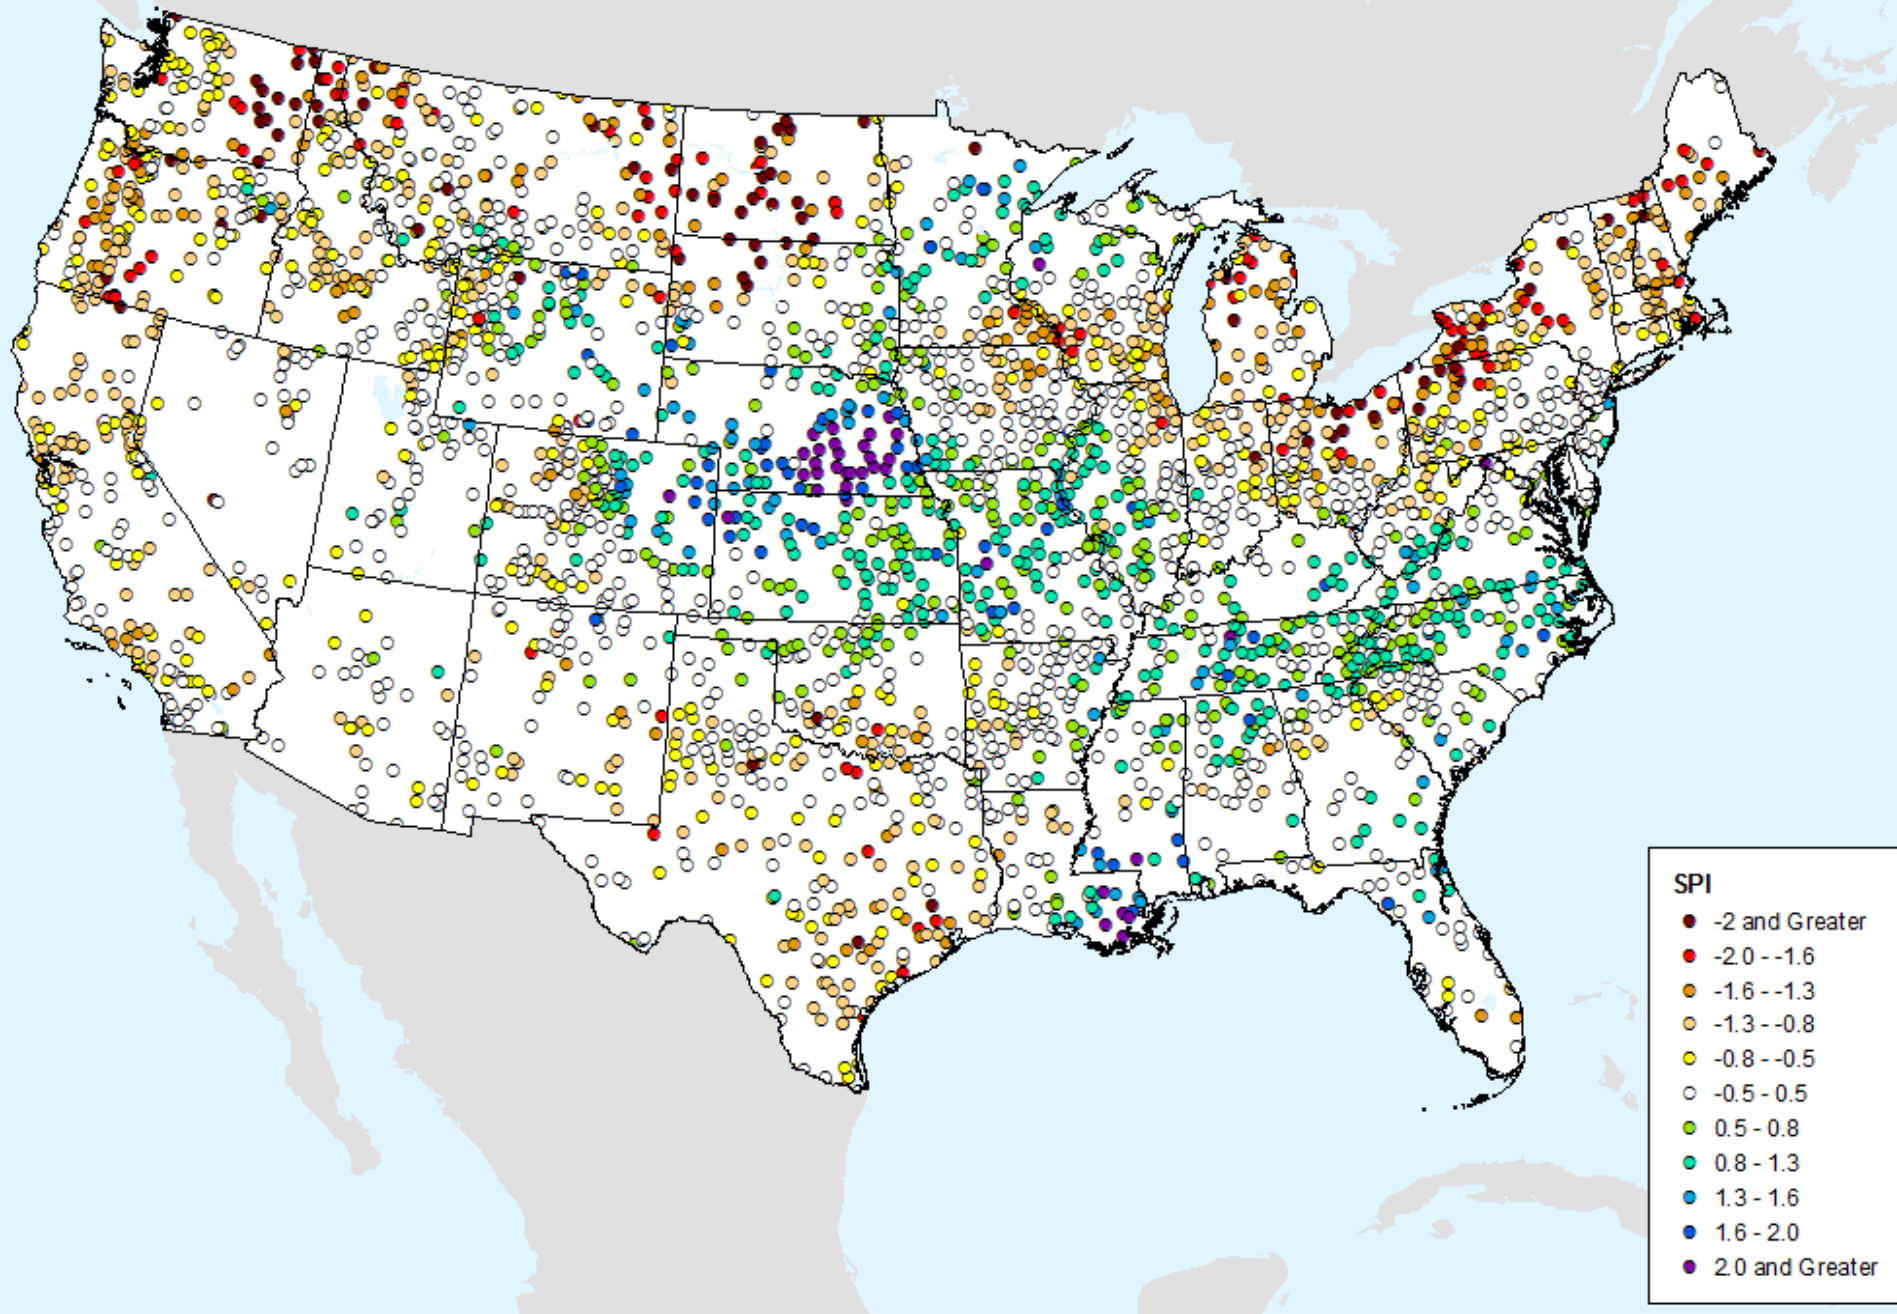 SPI
-2 and Greater
-2.0 - -1.6
-1.6 - -1.3
-1.3 - -0.8
-0.8 - -0.5
-0.5 - 0.5
0.5 - 0.8
0.8 - 1.3
1.3 - 1.6
1.6 - 2.0
2.0 and Greater